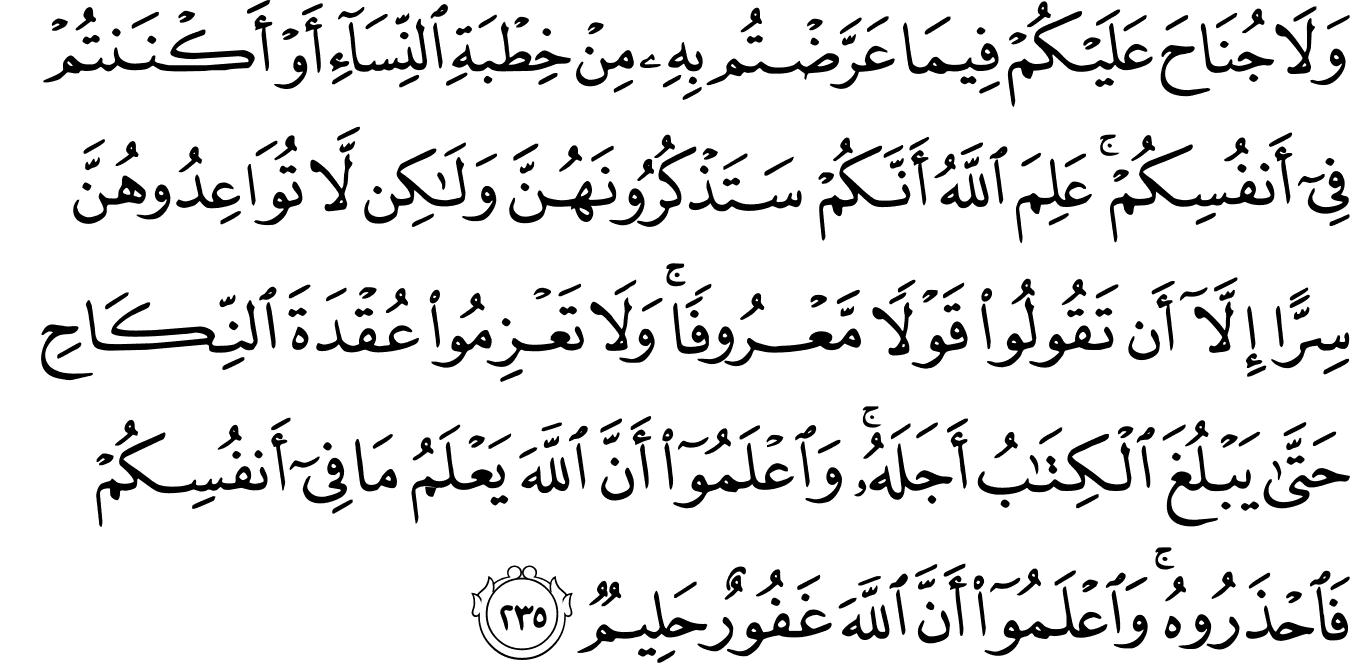 وَلَا جُنَاحَ عَلَيْكُمْ فِيمَا عَرَّضْتُم بِهِۦ مِنْ خِطْبَةِ ٱلنِّسَآءِ أَوْ أَكْنَنتُمْ
فِىٓ أَنفُسِكُمْ ۚ عَلِمَ ٱللَّهُ أَنَّكُمْ سَتَذْكُرُونَهُنَّ وَلَـٰكِن لَّا تُوَاعِدُوهُنَّ
سِرًّا إِلَّآ أَن تَقُولُوا۟ قَوْلًا مَّعْرُوفًا ۚ وَلَا تَعْزِمُوا۟ عُقْدَةَ ٱلنِّكَاحِ
حَتَّىٰ يَبْلُغَ ٱلْكِتَـٰبُ أَجَلَهُۥ ۚ وَٱعْلَمُوٓا۟ أَنَّ ٱللَّهَ يَعْلَمُ مَا فِىٓ أَنفُسِكُمْ
فَٱحْذَرُوهُ ۚ وَٱعْلَمُوٓا۟ أَنَّ ٱللَّهَ غَفُورٌ حَلِيمٌ ٢٣٥